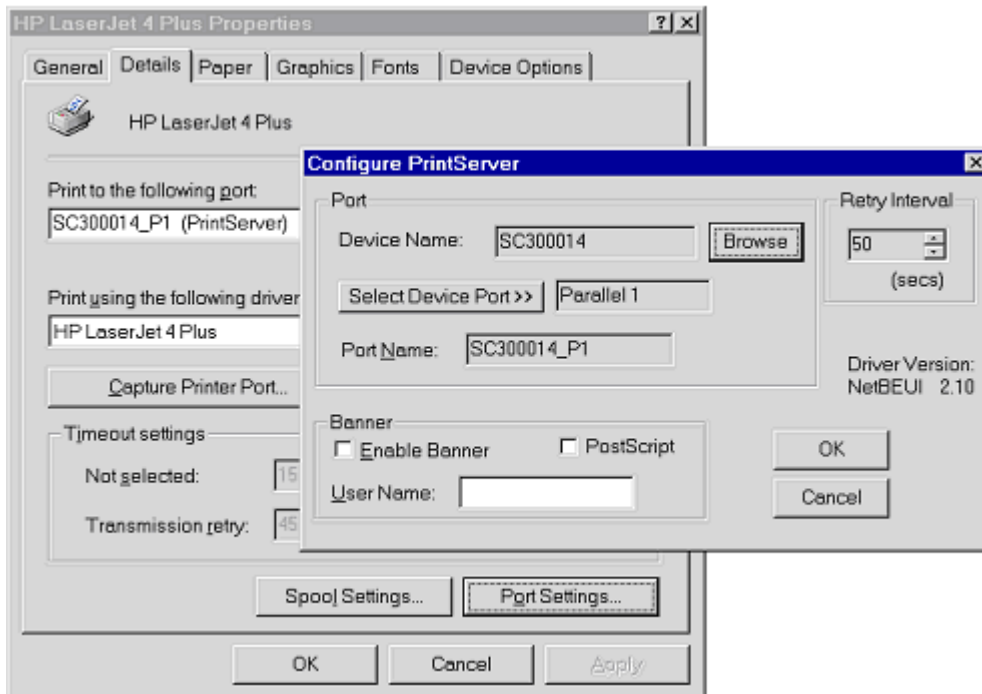 HP LaserJet 4 Plus Properties
General Details Paper Graphics Fonts Device Options
HP LaserJet 4 Plus
Print to the following port:
SC300014_P1 (PrintServer)
Print using the following driver
HP LaserJet 4 Plus
Capture Printer Port...
Timeout settings
Not selected: 15
Transmission retry: 45
Spool Settings... Port Settings...
OK Cancel Apply
Configure PrintServer
Port
Device Name: SC300014 Browse
Select Device Port >> Parallel 1
Port Name: SC300014_P1
Retry Interval
50
(secs)
Driver Version:
NetBEUI 2.10
Banner
Enable Banner PostScript
User Name:
OK
Cancel